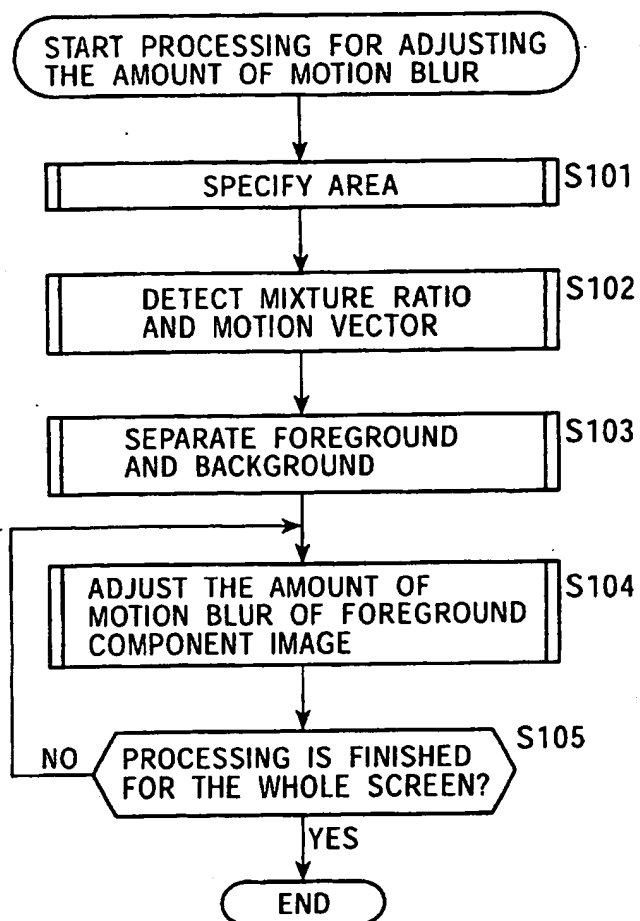 START PROCESSING FOR ADJUSTING
THE AMOUNT OF MOTION BLUR
SPECIFY AREA
S101
DETECT MIXTURE RATIO
AND MOTION VECTOR
S102
SEPARATE FOREGROUND
AND BACKGROUND
S103
ADJUST THE AMOUNT OF
MOTION BLUR OF FOREGROUND
COMPONENT IMAGE
S104
S105
NO
PROCESSING IS FINISHED
FOR THE WHOLE SCREEN?
YES
END